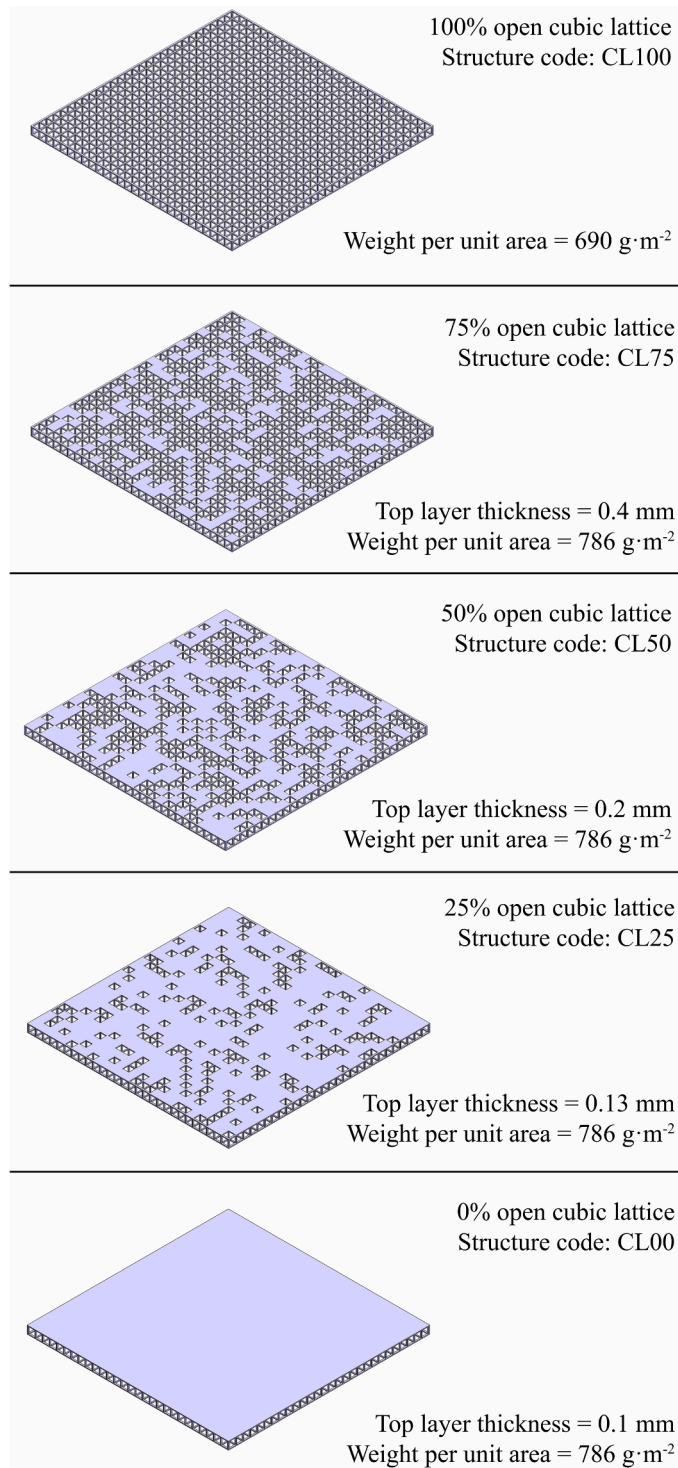 100% open cubic lattice
Structure code: CL100
Weight per unit area = 690 g·m⁻²
75% open cubic lattice
Structure code: CL75
Top layer thickness = 0.4 mm
Weight per unit area = 786 g·m⁻²
50% open cubic lattice
Structure code: CL50
Top layer thickness = 0.2 mm
Weight per unit area = 786 g·m⁻²
25% open cubic lattice
Structure code: CL25
Top layer thickness = 0.13 mm
Weight per unit area = 786 g·m⁻²
0% open cubic lattice
Structure code: CL00
Top layer thickness = 0.1 mm
Weight per unit area = 786 g·m⁻²